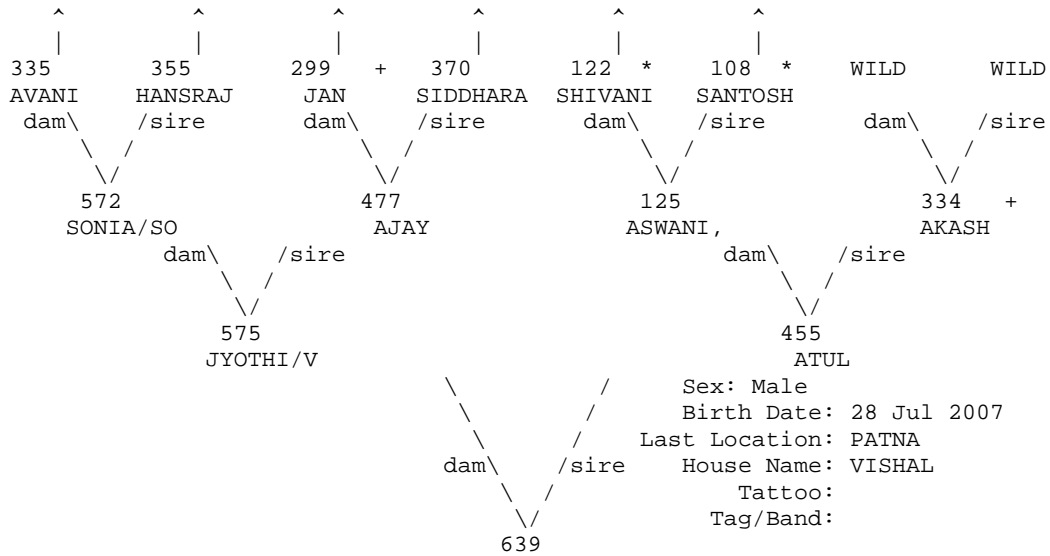 ^ ^ ^ ^ ^ ^
| | | | | |
335 355 299 + 370 122 * 108 * WILD WILD
AVANI HANSRAJ JAN SIDDHARA SHIVANI SANTOSH
dam\ /sire dam\ /sire dam\ /sire dam\ /sire
\ / \ / \ / \ /
\/ \/ \/ \/
572 477 125 334 +
SONIA/SO AJAY ASWANI, AKASH
dam\ /sire dam\ /sire
\ / \ /
\/ \/
575 455
JYOTHI/V ATUL
\ / Sex: Male
\ / Birth Date: 28 Jul 2007
\ / Last Location: PATNA
dam\ /sire House Name: VISHAL
\ / Tattoo:
\/ Tag/Band:
639